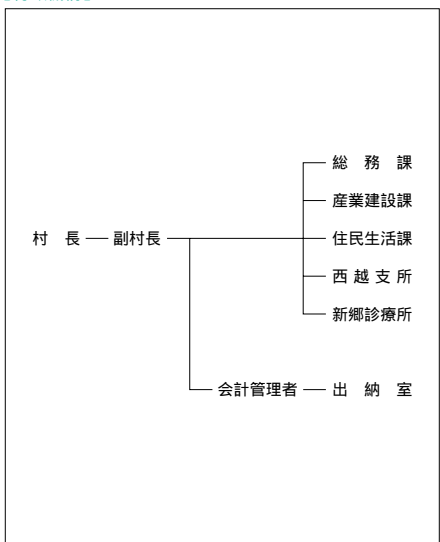 総務課
産業建設課
村長 副村長 住民生活課
西越支所
新郷診療所
会計管理者 出納室